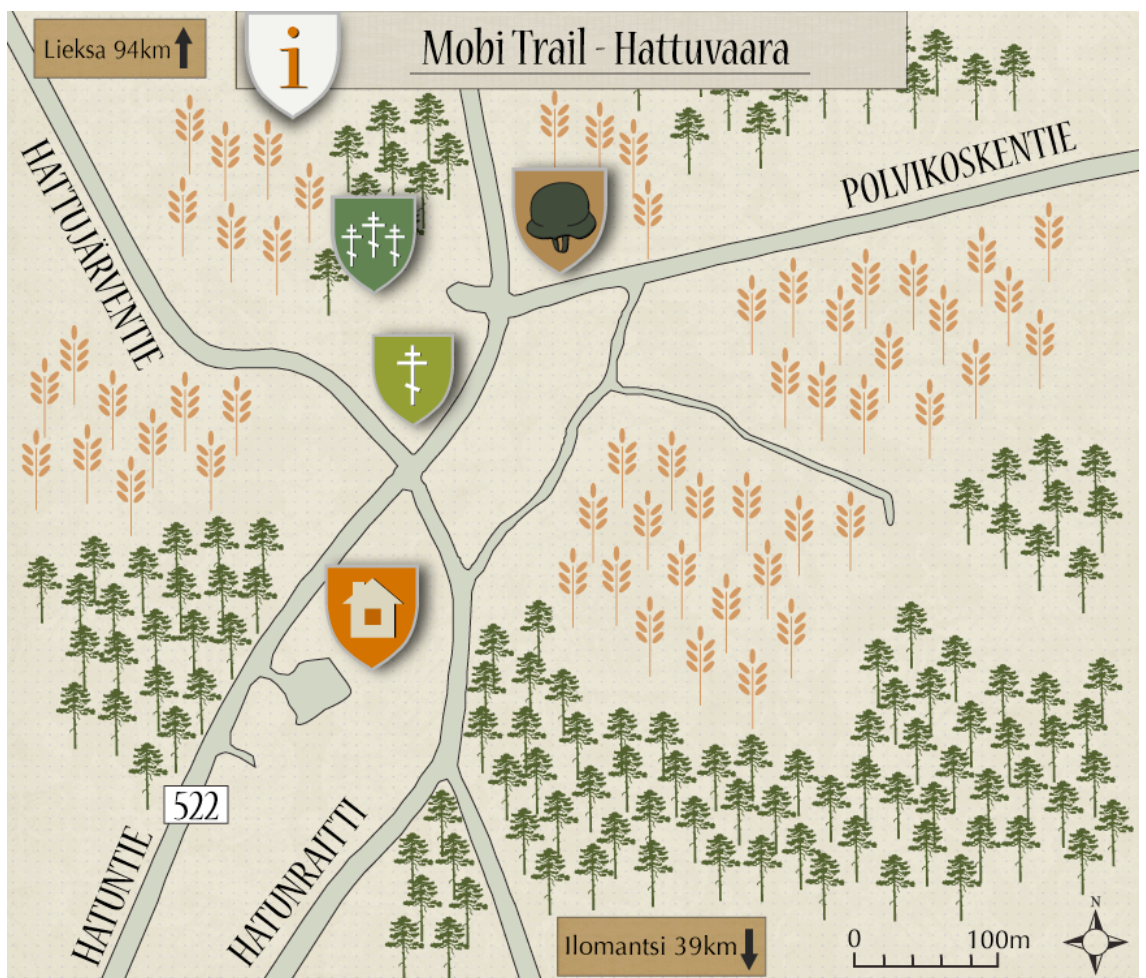 Lieksa 94km
i
Mobi Trail - Hattuvaara
HATTUJÄRVENTIE
POLVIKOSKENTIE
522
HATUNTIE
HATUNRAITTI
Ilomantsi 39km
0 100m
N